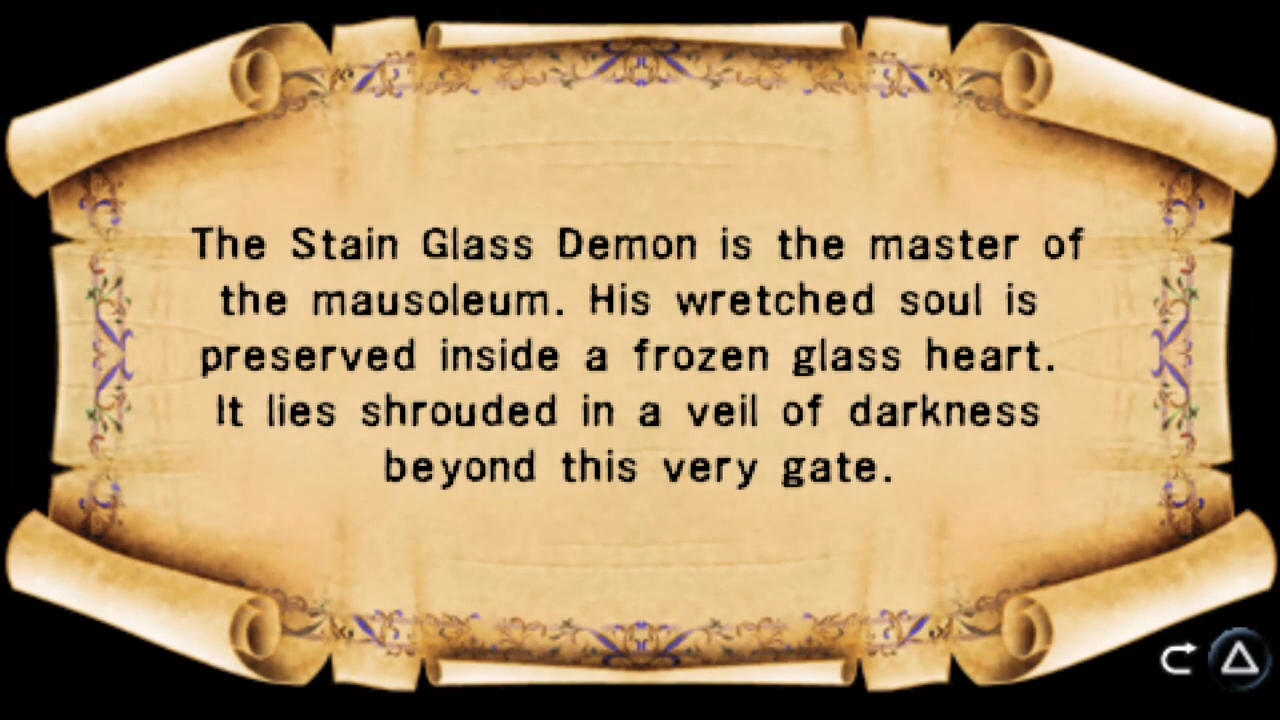 The Stain Glass Demon is the master of
the mausoleum. His wretched soul is
preserved inside a frozen glass heart.
It lies shrouded in a veil of darkness
beyond this very gate.